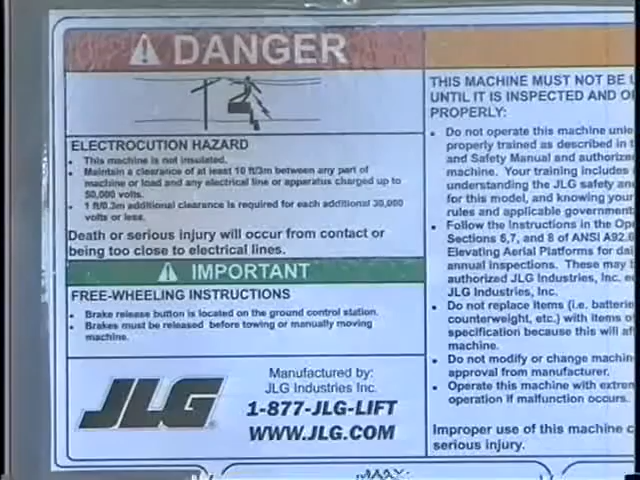 DANGER
ELECTROCUTION HAZARD
• This machine is not insulated.
• Maintain a clearance of at least 10 ft/3m between any part of
machine or load and any electrical line or apparatus charged up to
50,000 volts.
• 1 ft/0.3m additional clearance is required for each additional 30,000
volts or less.
Death or serious injury will occur from contact or
being too close to electrical lines.
IMPORTANT
FREE-WHEELING INSTRUCTIONS
• Brake release button is located on the ground control station.
• Brakes must be released before towing or manually moving
machine.
JLG
Manufactured by:
JLG Industries Inc.
1-877-JLG-LIFT
WWW.JLG.COM
THIS MACHINE MUST NOT BE
UNTIL IT IS INSPECTED AND
PROPERLY:
• Do not operate this machine
properly trained as described in
and Safety Manual and
machine. Your training includes
understanding the JLG safety
for this model, and knowing your
rules and applicable
• Follow the Instructions in the
Sections 6,7, and 8 of ANSI
Elevating Aerial Platforms for
annual inspections. These may
authorized JLG Industries, Inc.
JLG Industries, Inc.
• Do not replace items (i.e.
counterweight, etc.) with items
specification because this will
machine.
• Do not modify or change
approval from manufacturer.
• Operate this machine with
operation if malfunction occurs.
Improper use of this machine
serious injury.